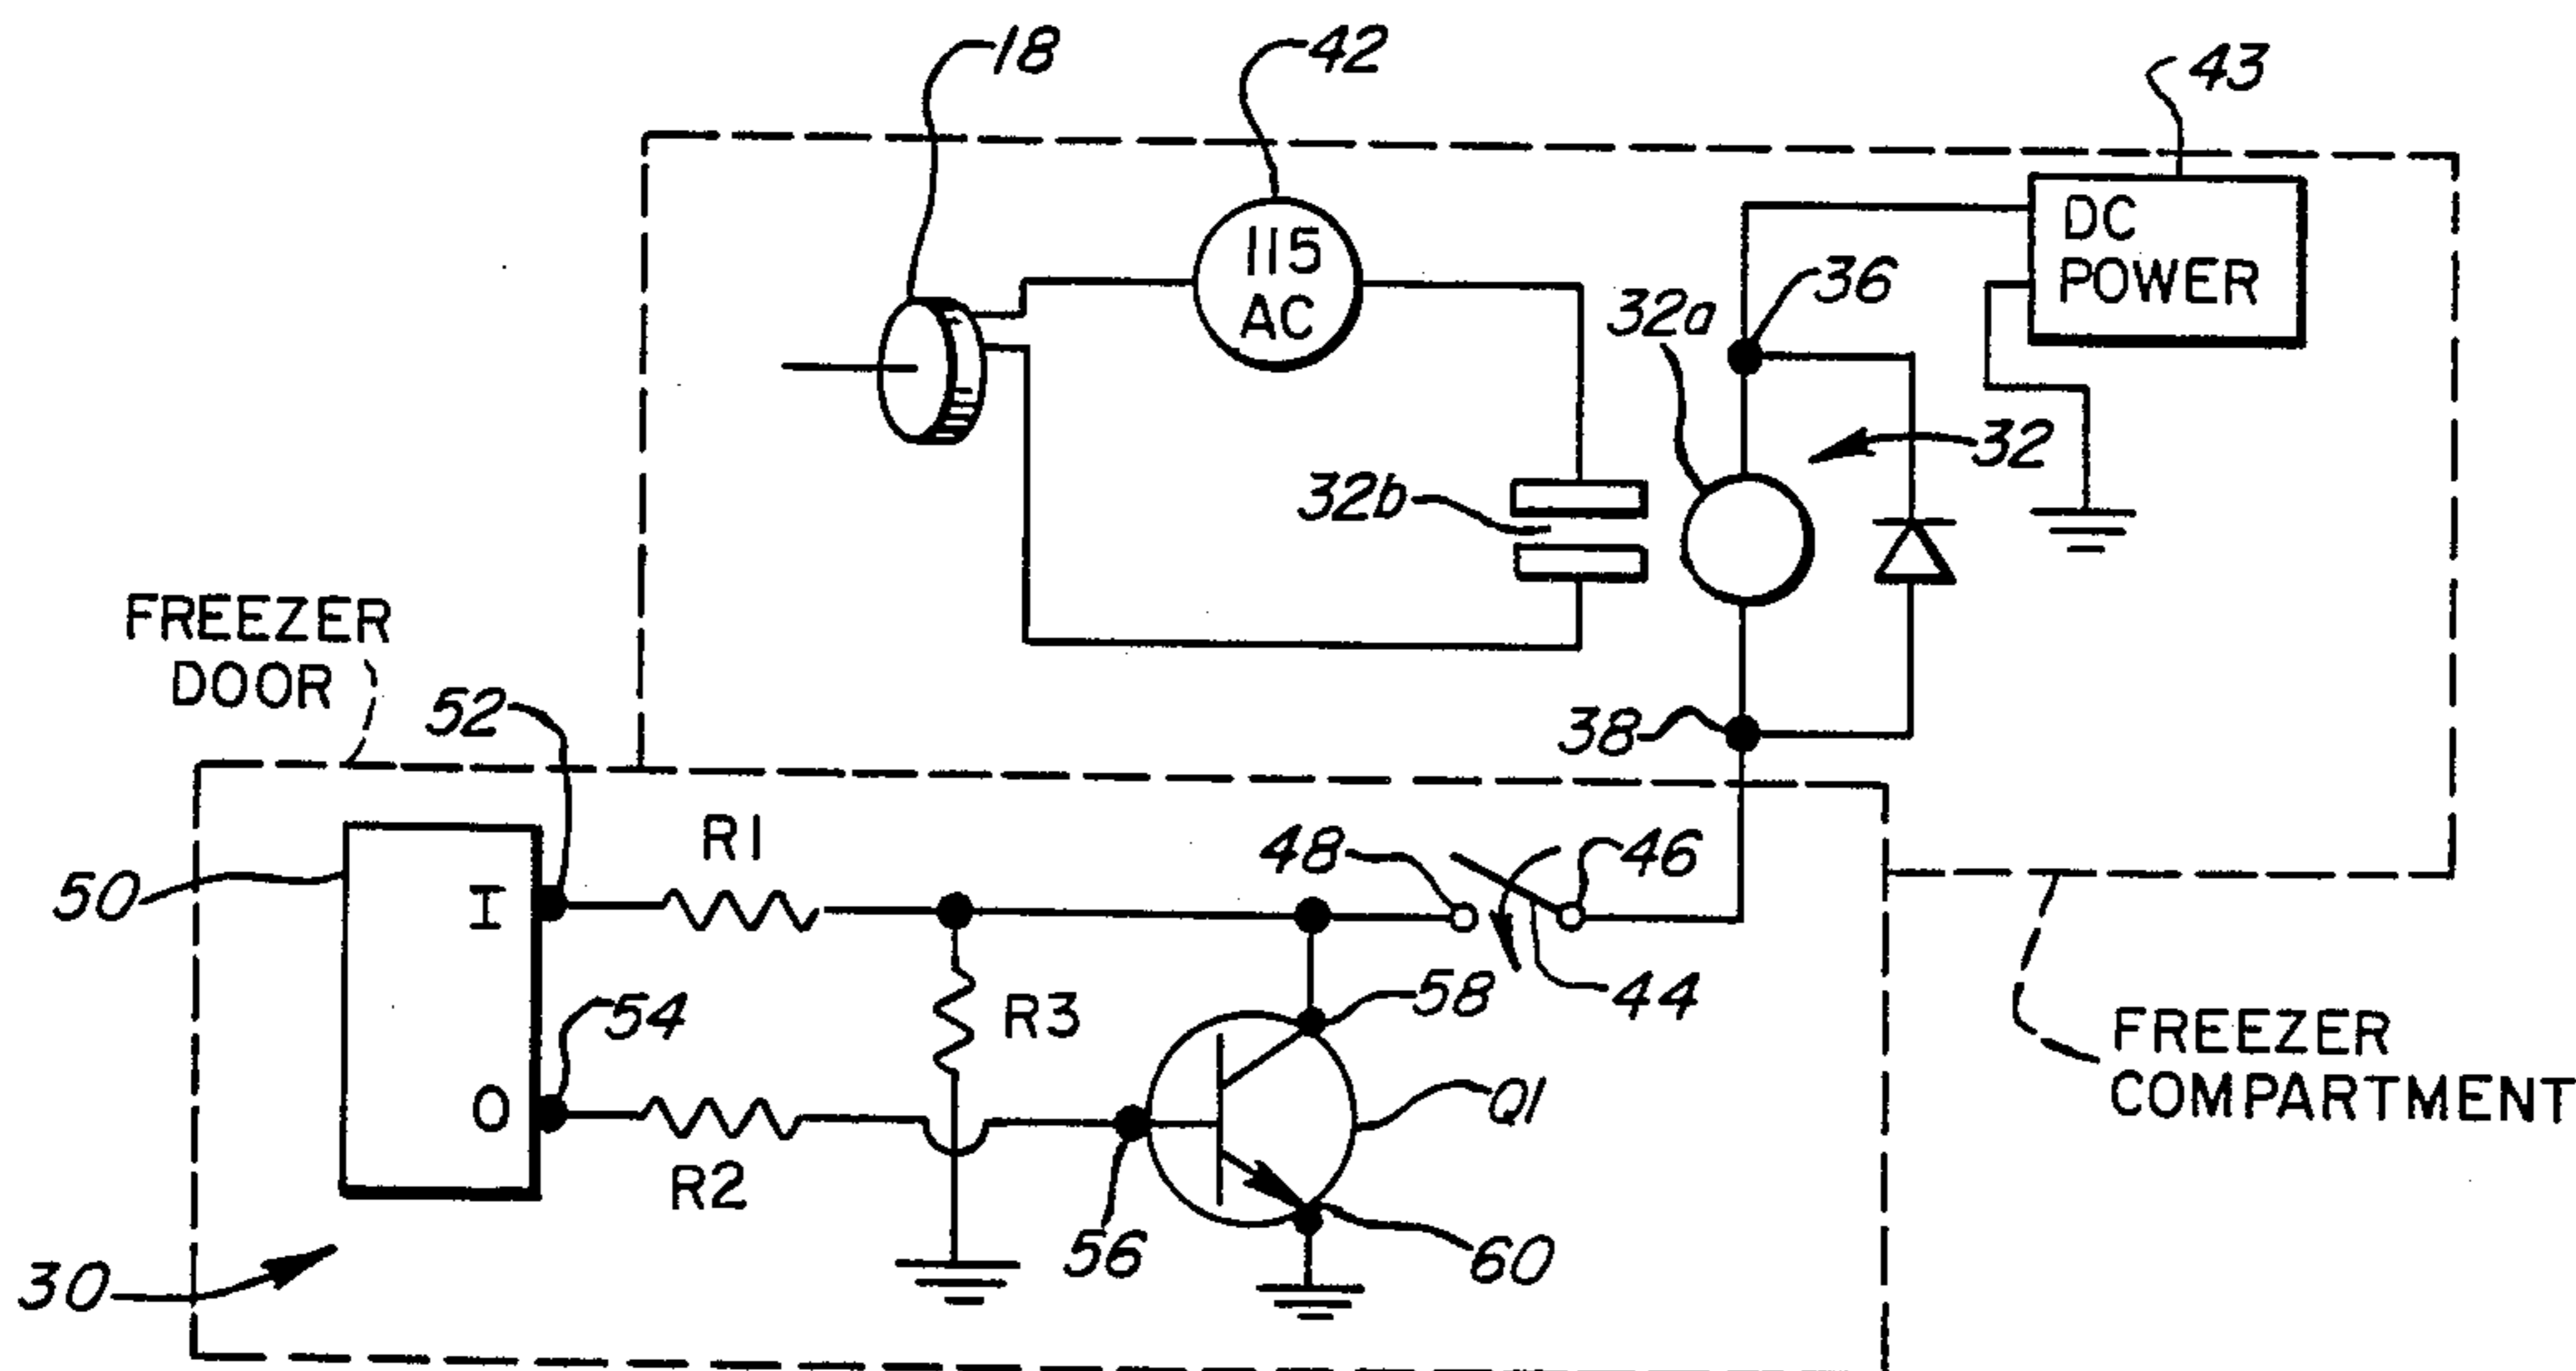 18
42
43
115
AC
DC
POWER
36
32a
32
32b
38
FREEZER
DOOR
52
R1
48
46
50
I
44
54
R3
58
O
Q1
FREEZER
COMPARTMENT
R2
56
60
30